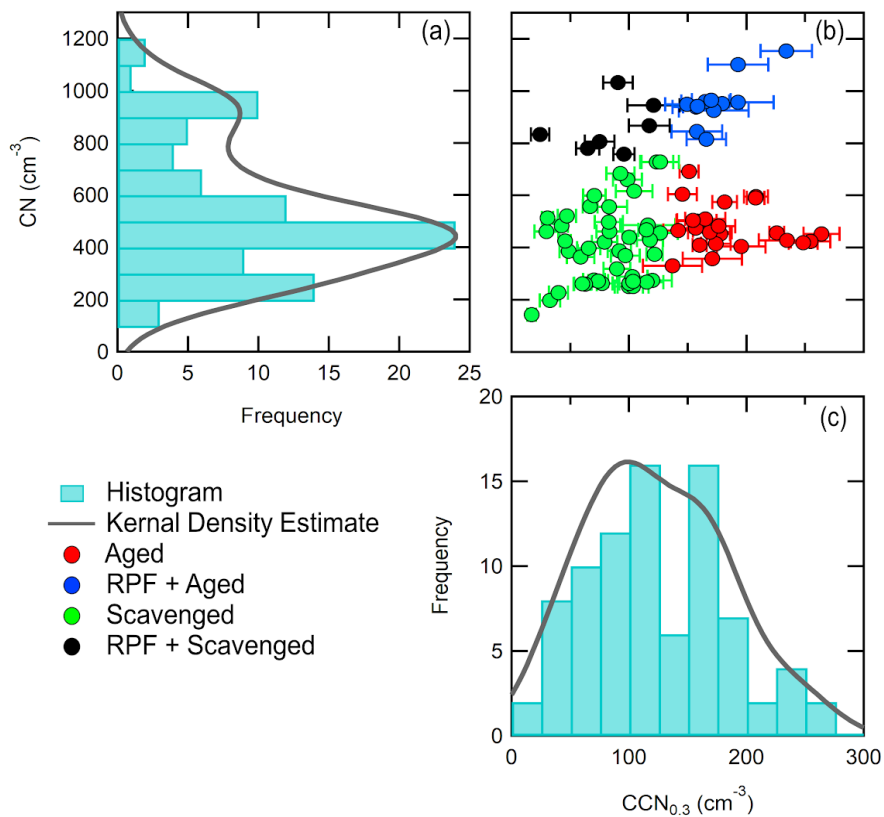 (a)
1200
1000
800
600
400
200
0
CN (cm-3)
0 5 10 15 20 25
Frequency
(b)
(c)
20
15
10
5
0
Frequency
0 100 200 300
CCN0.3 (cm-3)
Histogram
Kernal Density Estimate
Aged
RPF + Aged
Scavenged
RPF + Scavenged